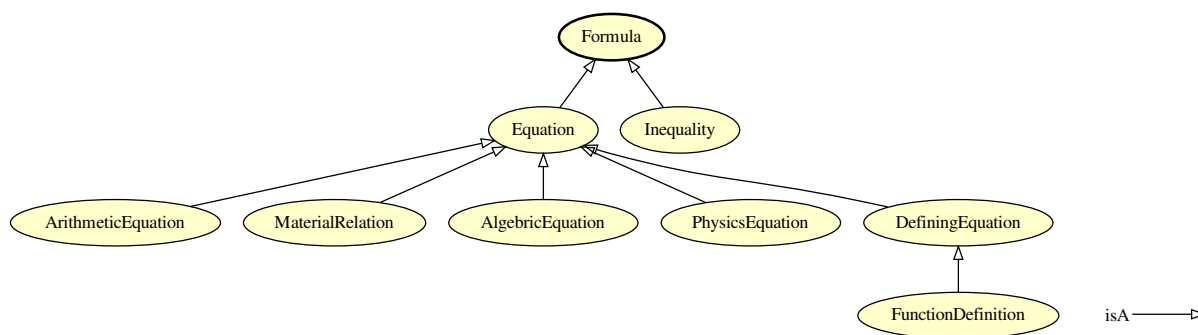 Formula
Equation
Inequality
ArithmeticEquation
MaterialRelation
AlgebricEquation
PhysicsEquation
DefiningEquation
FunctionDefinition
isA